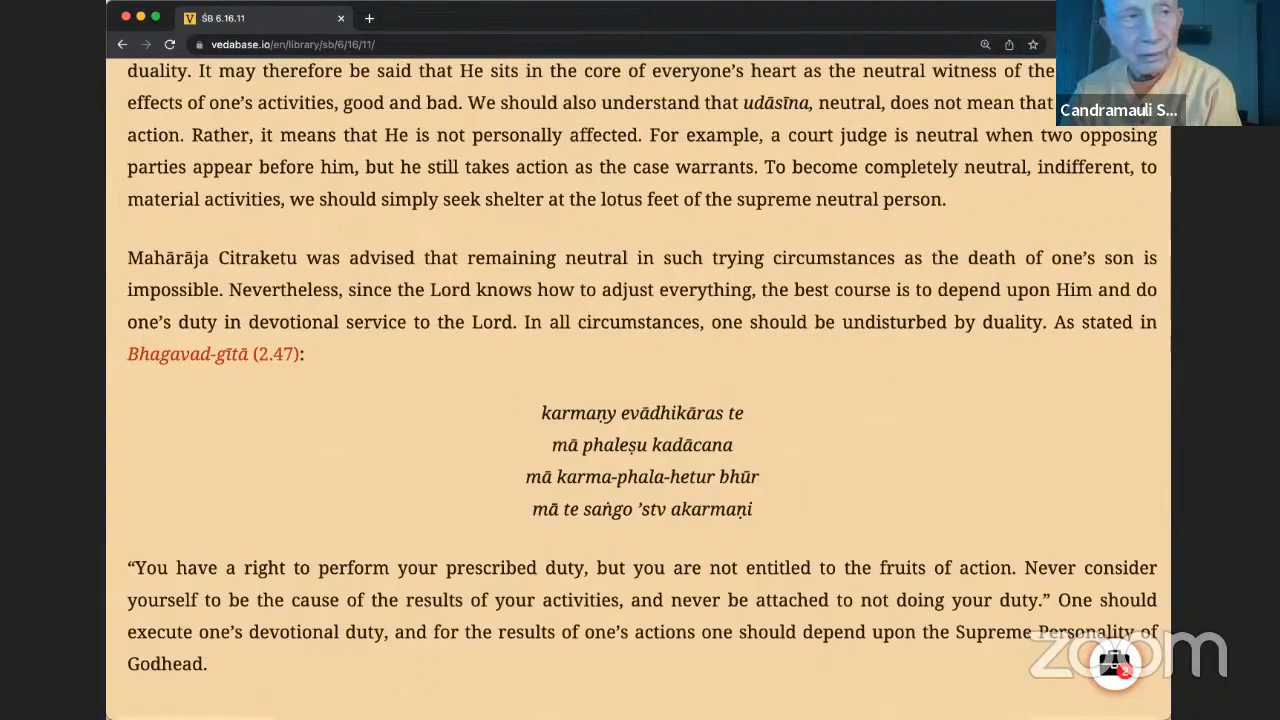 ŚB 6.16.11
vedabase.io/en/library/sb/6/16/11/
Candramauli S...
duality. It may therefore be said that He sits in the core of everyone’s heart as the neutral witness of the
effects of one’s activities, good and bad. We should also understand that udāsīna, neutral, does not mean that
action. Rather, it means that He is not personally affected. For example, a court judge is neutral when two opposing
parties appear before him, but he still takes action as the case warrants. To become completely neutral, indifferent, to
material activities, we should simply seek shelter at the lotus feet of the supreme neutral person.
Mahārāja Citraketu was advised that remaining neutral in such trying circumstances as the death of one’s son is
impossible. Nevertheless, since the Lord knows how to adjust everything, the best course is to depend upon Him and do
one’s duty in devotional service to the Lord. In all circumstances, one should be undisturbed by duality. As stated in
Bhagavad-gītā (2.47):
karmaṇy evādhikāras te
mā phaleṣu kadācana
mā karma-phala-hetur bhūr
mā te saṅgo ’stv akarmaṇi
“You have a right to perform your prescribed duty, but you are not entitled to the fruits of action. Never consider
yourself to be the cause of the results of your activities, and never be attached to not doing your duty.” One should
execute one’s devotional duty, and for the results of one’s actions one should depend upon the Supreme Personality of
Godhead.
zoom
2